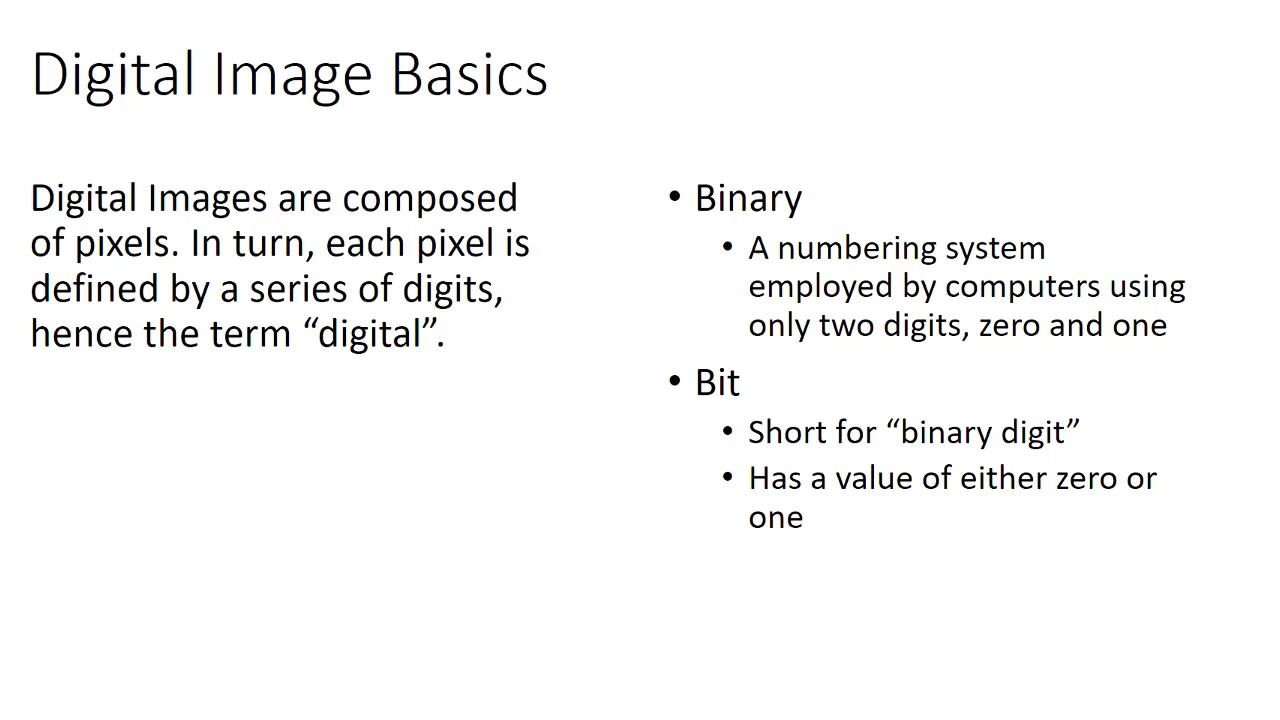 Digital Image Basics
Digital Images are composed
of pixels. In turn, each pixel is
defined by a series of digits,
hence the term “digital”.
• Binary
• A numbering system
employed by computers using
only two digits, zero and one
• Bit
• Short for “binary digit”
• Has a value of either zero or
one